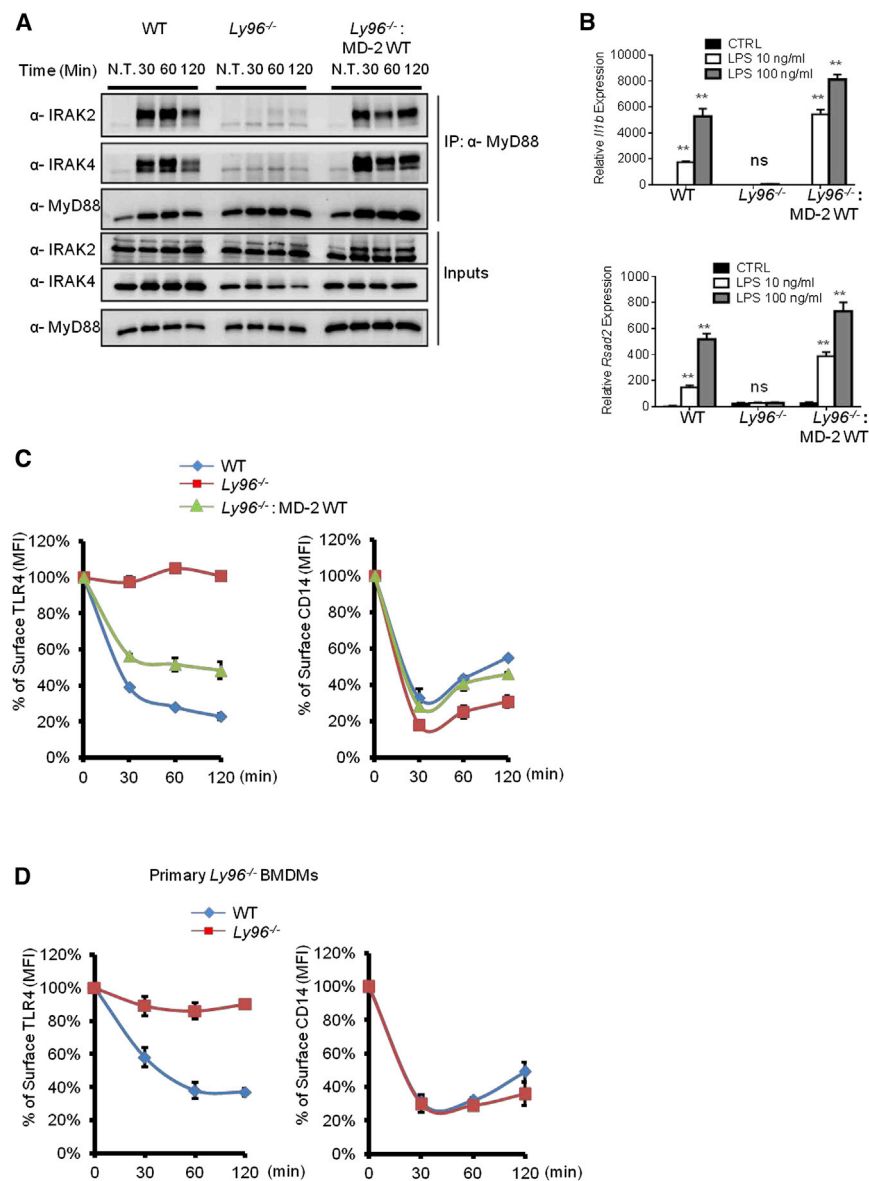 A
WT
Ly96-/-
Ly96-/- :
MD-2 WT
Time (Min) N.T. 30 60 120 N.T. 30 60 120 N.T. 30 60 120
α- IRAK2
α- IRAK4
α- MyD88
IP: α- MyD88
α- IRAK2
α- IRAK4
α- MyD88
Inputs
B
CTRL
LPS 10 ng/ml
LPS 100 ng/ml
Relative Il1b Expression
10000
8000
6000
4000
2000
0
**
**
ns
**
**
WT
Ly96-/-
Ly96-/- :
MD-2 WT
CTRL
LPS 10 ng/ml
LPS 100 ng/ml
Relative Rsad2 Expression
1000
800
600
400
200
0
**
**
ns
**
**
WT
Ly96-/-
Ly96-/- :
MD-2 WT
C
WT
Ly96-/-
Ly96-/- : MD-2 WT
% of Surface TLR4 (MFI)
120%
100%
80%
60%
40%
20%
0%
0 30 60 120 (min)
% of Surface CD14 (MFI)
120%
100%
80%
60%
40%
20%
0%
0 30 60 120 (min)
D
Primary Ly96-/- BMDMs
WT
Ly96-/-
% of Surface TLR4 (MFI)
120%
100%
80%
60%
40%
20%
0%
0 30 60 120 (min)
% of Surface CD14 (MFI)
120%
100%
80%
60%
40%
20%
0%
0 30 60 120 (min)